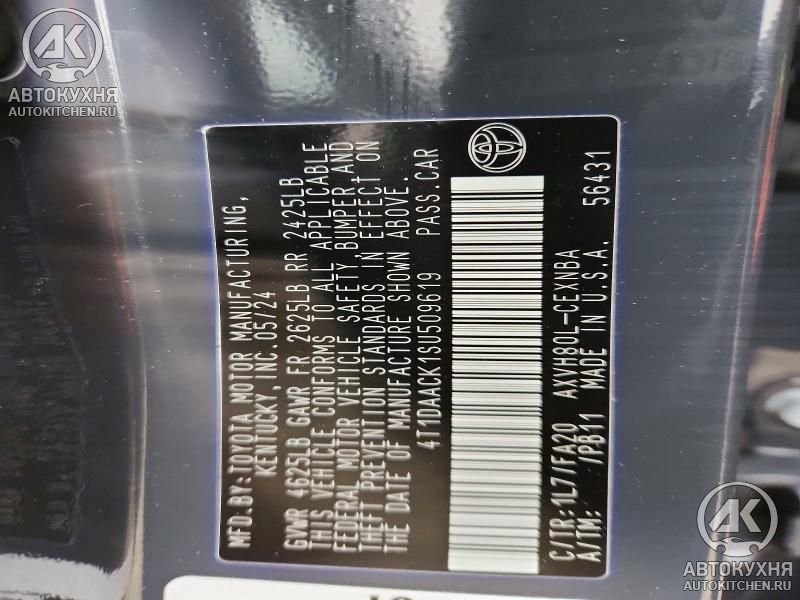 AK
АВТОКУХНЯ
AUTOKITCHEN.RU
MFD.BY:TOYOTA MOTOR MANUFACTURING,
KENTUCKY, INC.05/24
GVWR 4625LB GAWR FR 2625LB RR 2425LB
THIS VEHICLE CONFORMS TO ALL APPLICABLE
FEDERAL MOTOR VEHICLE SAFETY,BUMPER,AND
THEFT PREVENTION STANDARDS IN EFFECT ON
THE DATE OF MANUFACTURE SHOWN ABOVE.
4T1DAACK1SU509619 PASS.CAR
C/TR:1L7/FA20 AXVH80L-CEXNBA
A/TM: /PB11 MADE IN U.S.A. 56431
AK
АВТОКУХНЯ
AUTOKITCHEN.RU